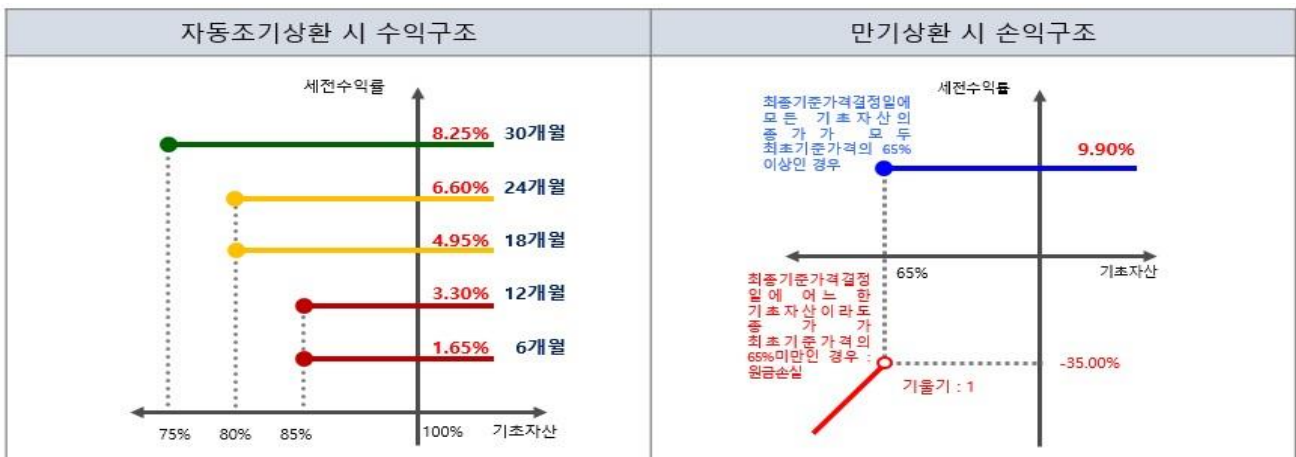 자동조기상환 시 수익구조
세전수익률
8.25% 30개월
6.60% 24개월
4.95% 18개월
3.30% 12개월
1.65% 6개월
75% 80% 85% 100% 기초자산
만기상환 시 손익구조
최종기준가격결정일에
모든 기초자산의
종가가 모두
최초기준가격의 65%
이상인 경우
세전수익률
9.90%
65%
기초자산
최종기준가격결정
일에 어느 한
기초자산이라도
종가가
최초기준가격의
65%미만인 경우 :
원금손실
-35.00%
기울기 : 1